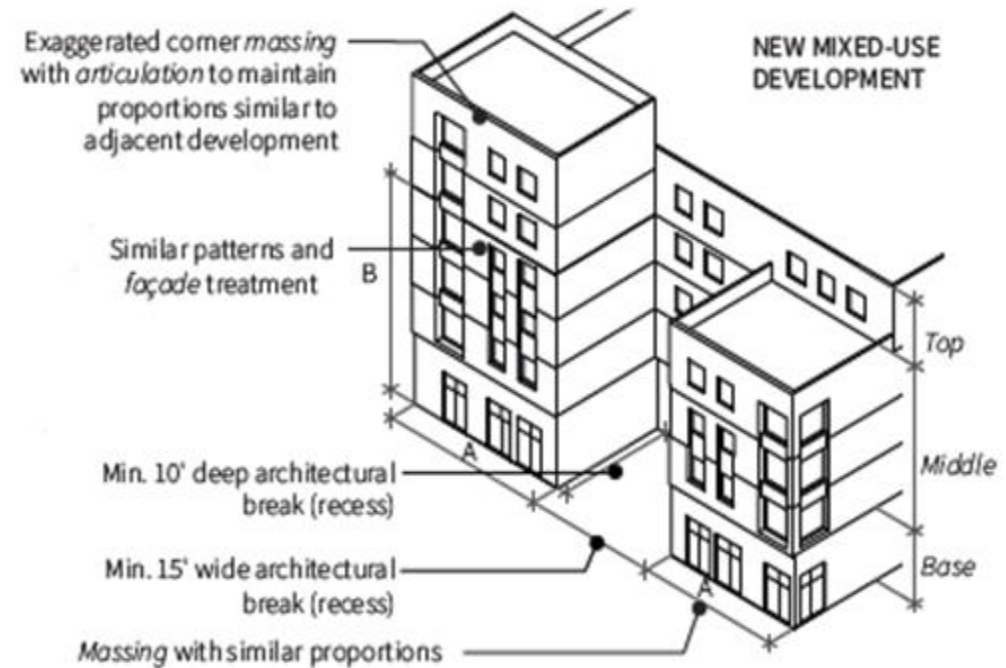 Exaggerated corner massing
with articulation to maintain
proportions similar to
adjacent development
NEW MIXED-USE
DEVELOPMENT
Similar patterns and
façade treatment
B
Top
Middle
Base
A
Min. 10' deep architectural
break (recess)
Min. 15' wide architectural
break (recess)
A
Massing with similar proportions